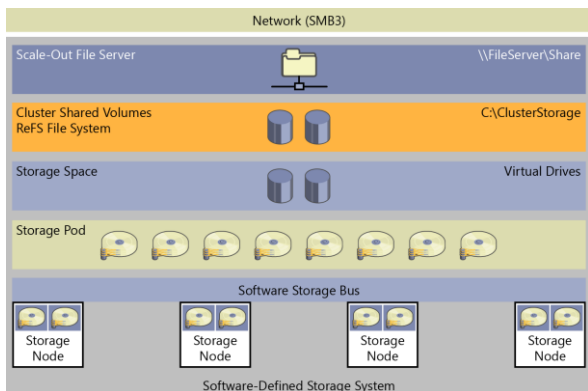 Network (SMB3)
Scale-Out File Server
\\FileServer\Share
Cluster Shared Volumes
ReFS File System
C:\ClusterStorage
Storage Space
Virtual Drives
Storage Pod
Software Storage Bus
Storage
Node
Storage
Node
Storage
Node
Storage
Node
Software-Defined Storage System